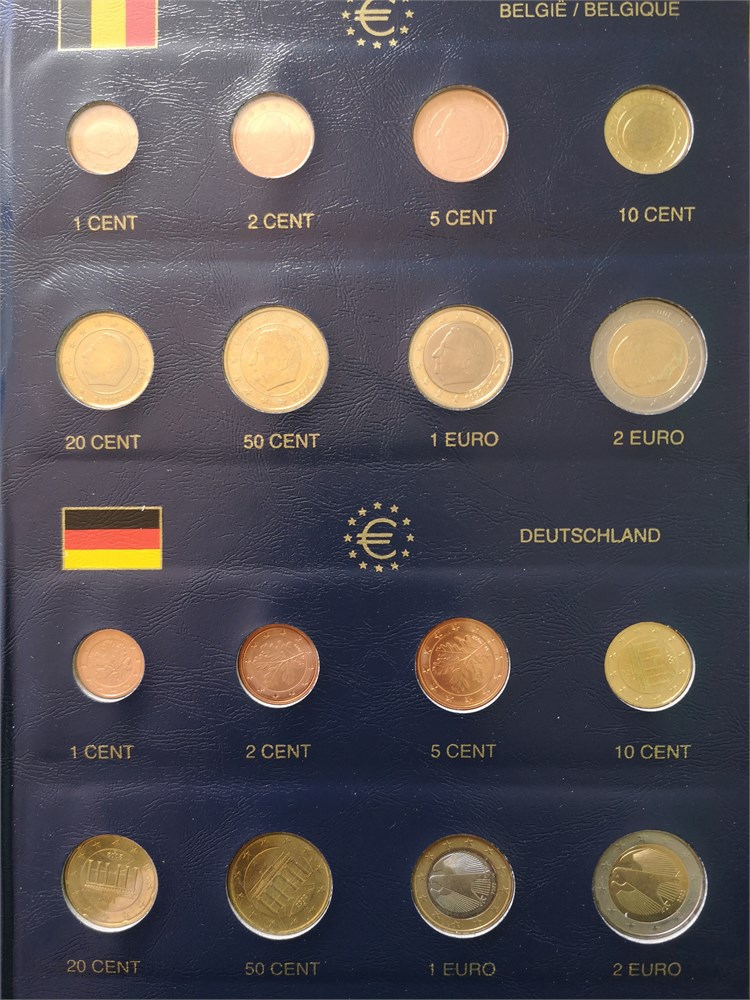 BELGIË / BELGIQUE
1 CENT 2 CENT 5 CENT 10 CENT
20 CENT 50 CENT 1 EURO 2 EURO
DEUTSCHLAND
1 CENT 2 CENT 5 CENT 10 CENT
20 CENT 50 CENT 1 EURO 2 EURO